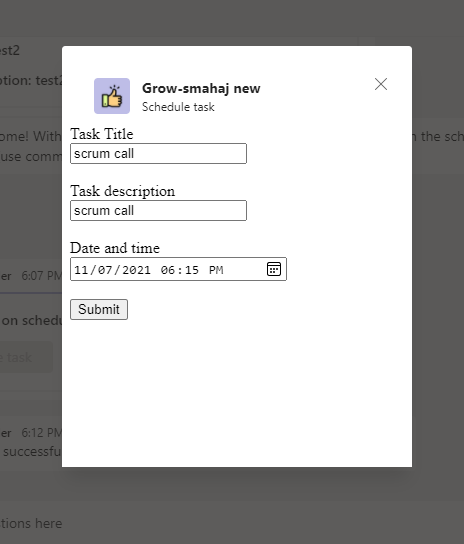 est2
ption: test2
ome! With
n the sch
use comm
Grow-smahaj new
Schedule task
Task Title
scrum call
Task description
scrum call
Date and time
11/07/2021 06:15 PM
Submit
er 6:07 PM
on schedu
task
er 6:12 PM
successfu
tions here